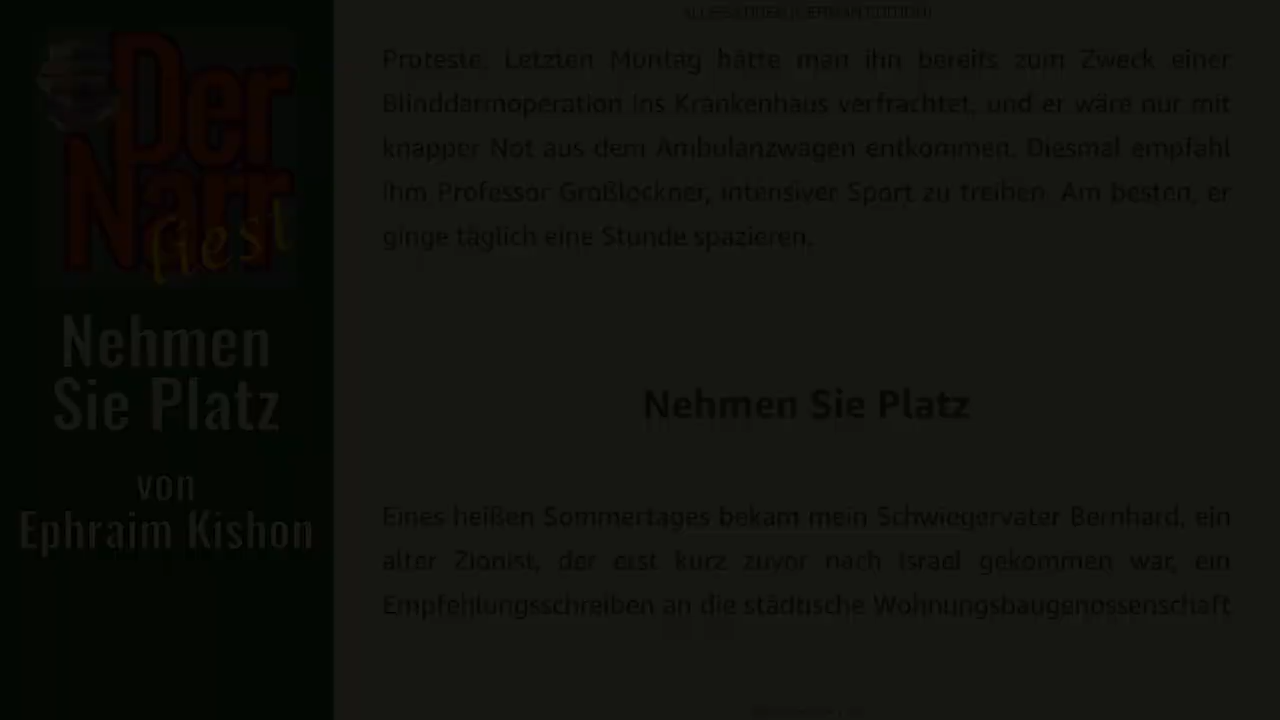 Der
Narr
liest
Nehmen
Sie Platz
von
Ephraim Kishon
Proteste. Letzten Montag hätte man ihn bereits zum Zweck einer
Blinddarmoperation ins Krankenhaus verfrachtet, und er wäre nur mit
knapper Not aus dem Ambulanzwagen entkommen. Diesmal empfahl
ihm Professor Großlockner, intensiver Sport zu treiben. Am besten, er
ginge täglich eine Stunde spazieren.
Nehmen Sie Platz
Eines heißen Sommertages bekam mein Schwiegervater Bernhard, ein
alter Zionist, der erst kurz zuvor nach Israel gekommen war, ein
Empfehlungsschreiben an die städtische Wohnungsbaugenossenschaft